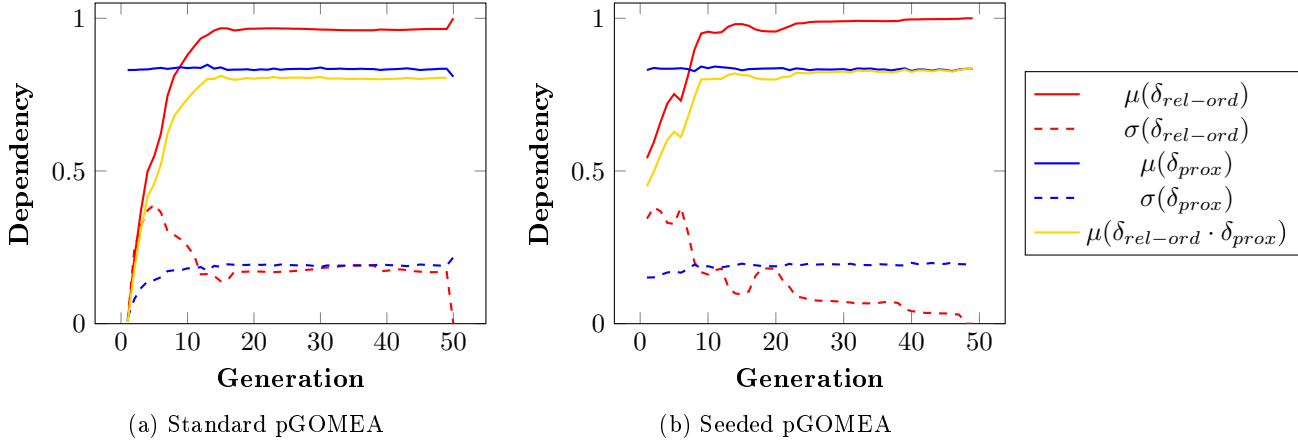 1
0.5
0
0 10 20 30 40 50
Dependency
Generation
(a) Standard pGOMEA
1
0.5
0
0 10 20 30 40 50
Dependency
Generation
(b) Seeded pGOMEA
μ(δrel−ord)
σ(δrel−ord)
μ(δprox)
σ(δprox)
μ(δrel−ord · δprox)